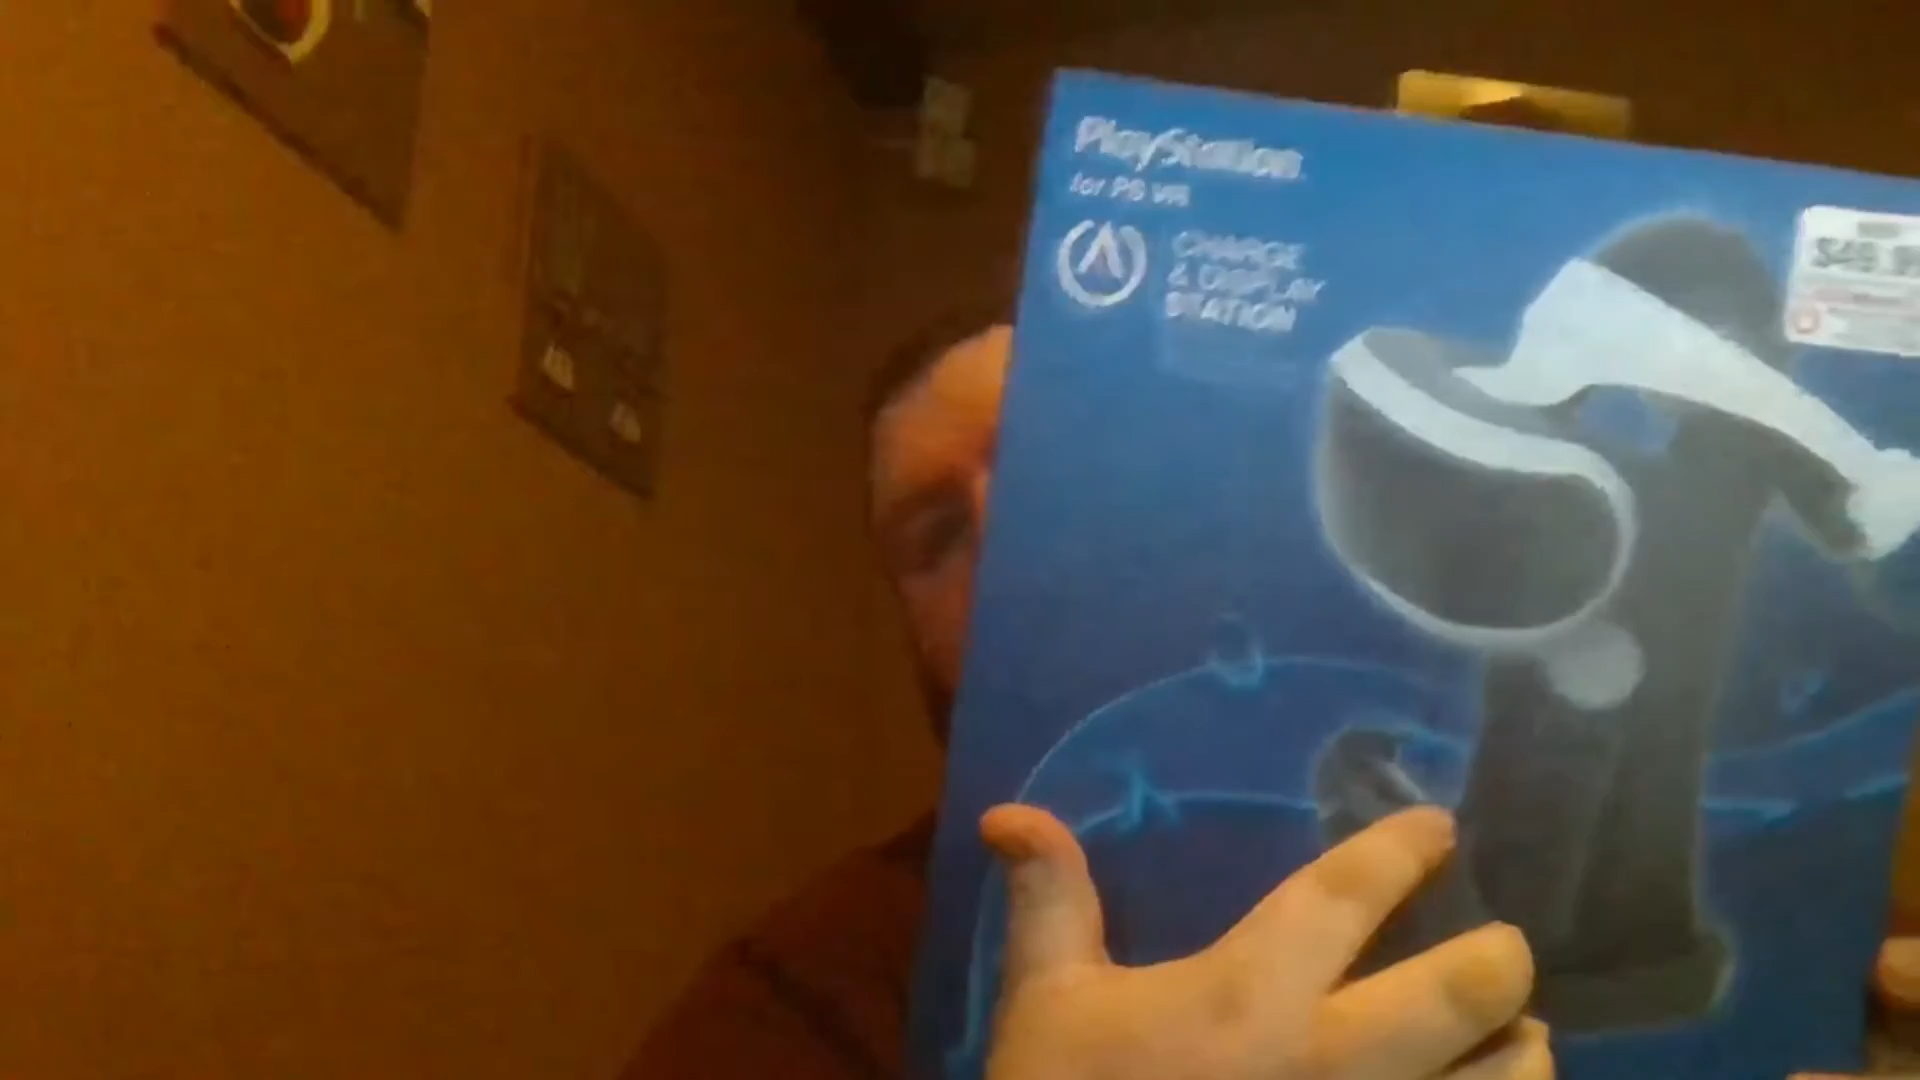 PlayStation
for PS VR
CHARGE
& DISPLAY
STATION